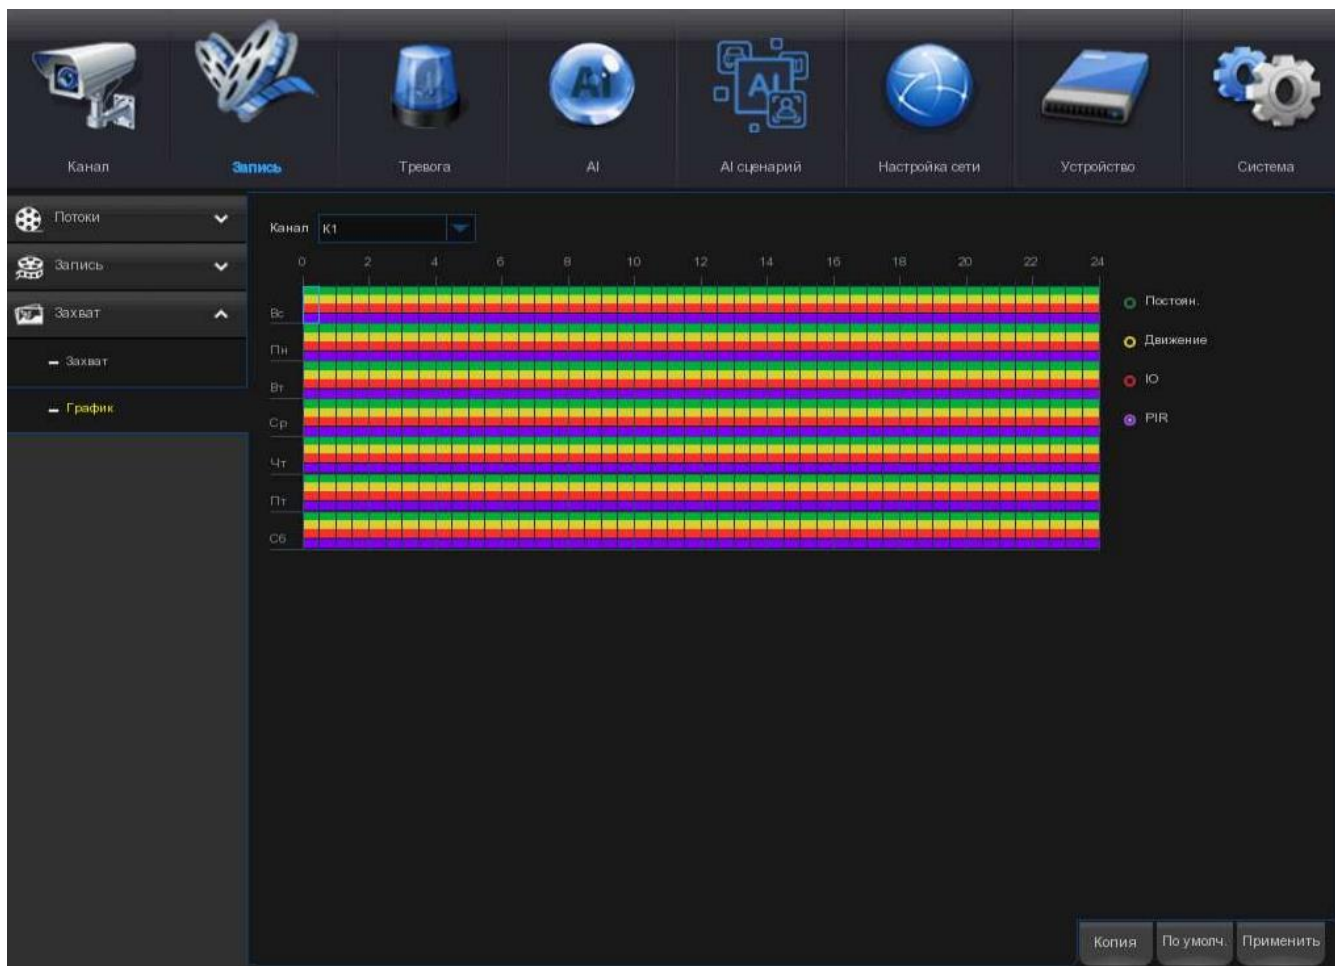 AI
AI
Канал Запись Тревога AI AI сценарий Настройка сети Устройство Система
Потоки
Запись
Захват
Захват
График
Канал K1
0 2 4 6 8 10 12 14 16 18 20 22 24
Вс
Пн
Вт
Ср
Чт
Пт
Сб
Постоян.
Движение
IO
PIR
Копия По умолч. Применить